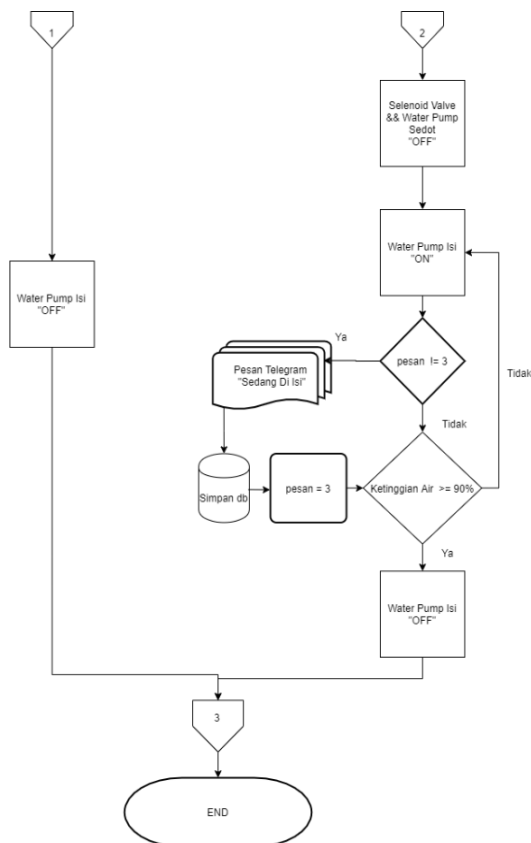 1
2
Selenoid Valve
&& Water Pump
Sedot
"OFF"
Water Pump Isi
"ON"
Water Pump Isi
"OFF"
Ya
pesan != 3
Pesan Telegram
"Sedang Di Isi"
Tidak
Tidak
Simpan db
pesan = 3
Ketinggian Air >= 90%
Ya
Water Pump Isi
"OFF"
3
END